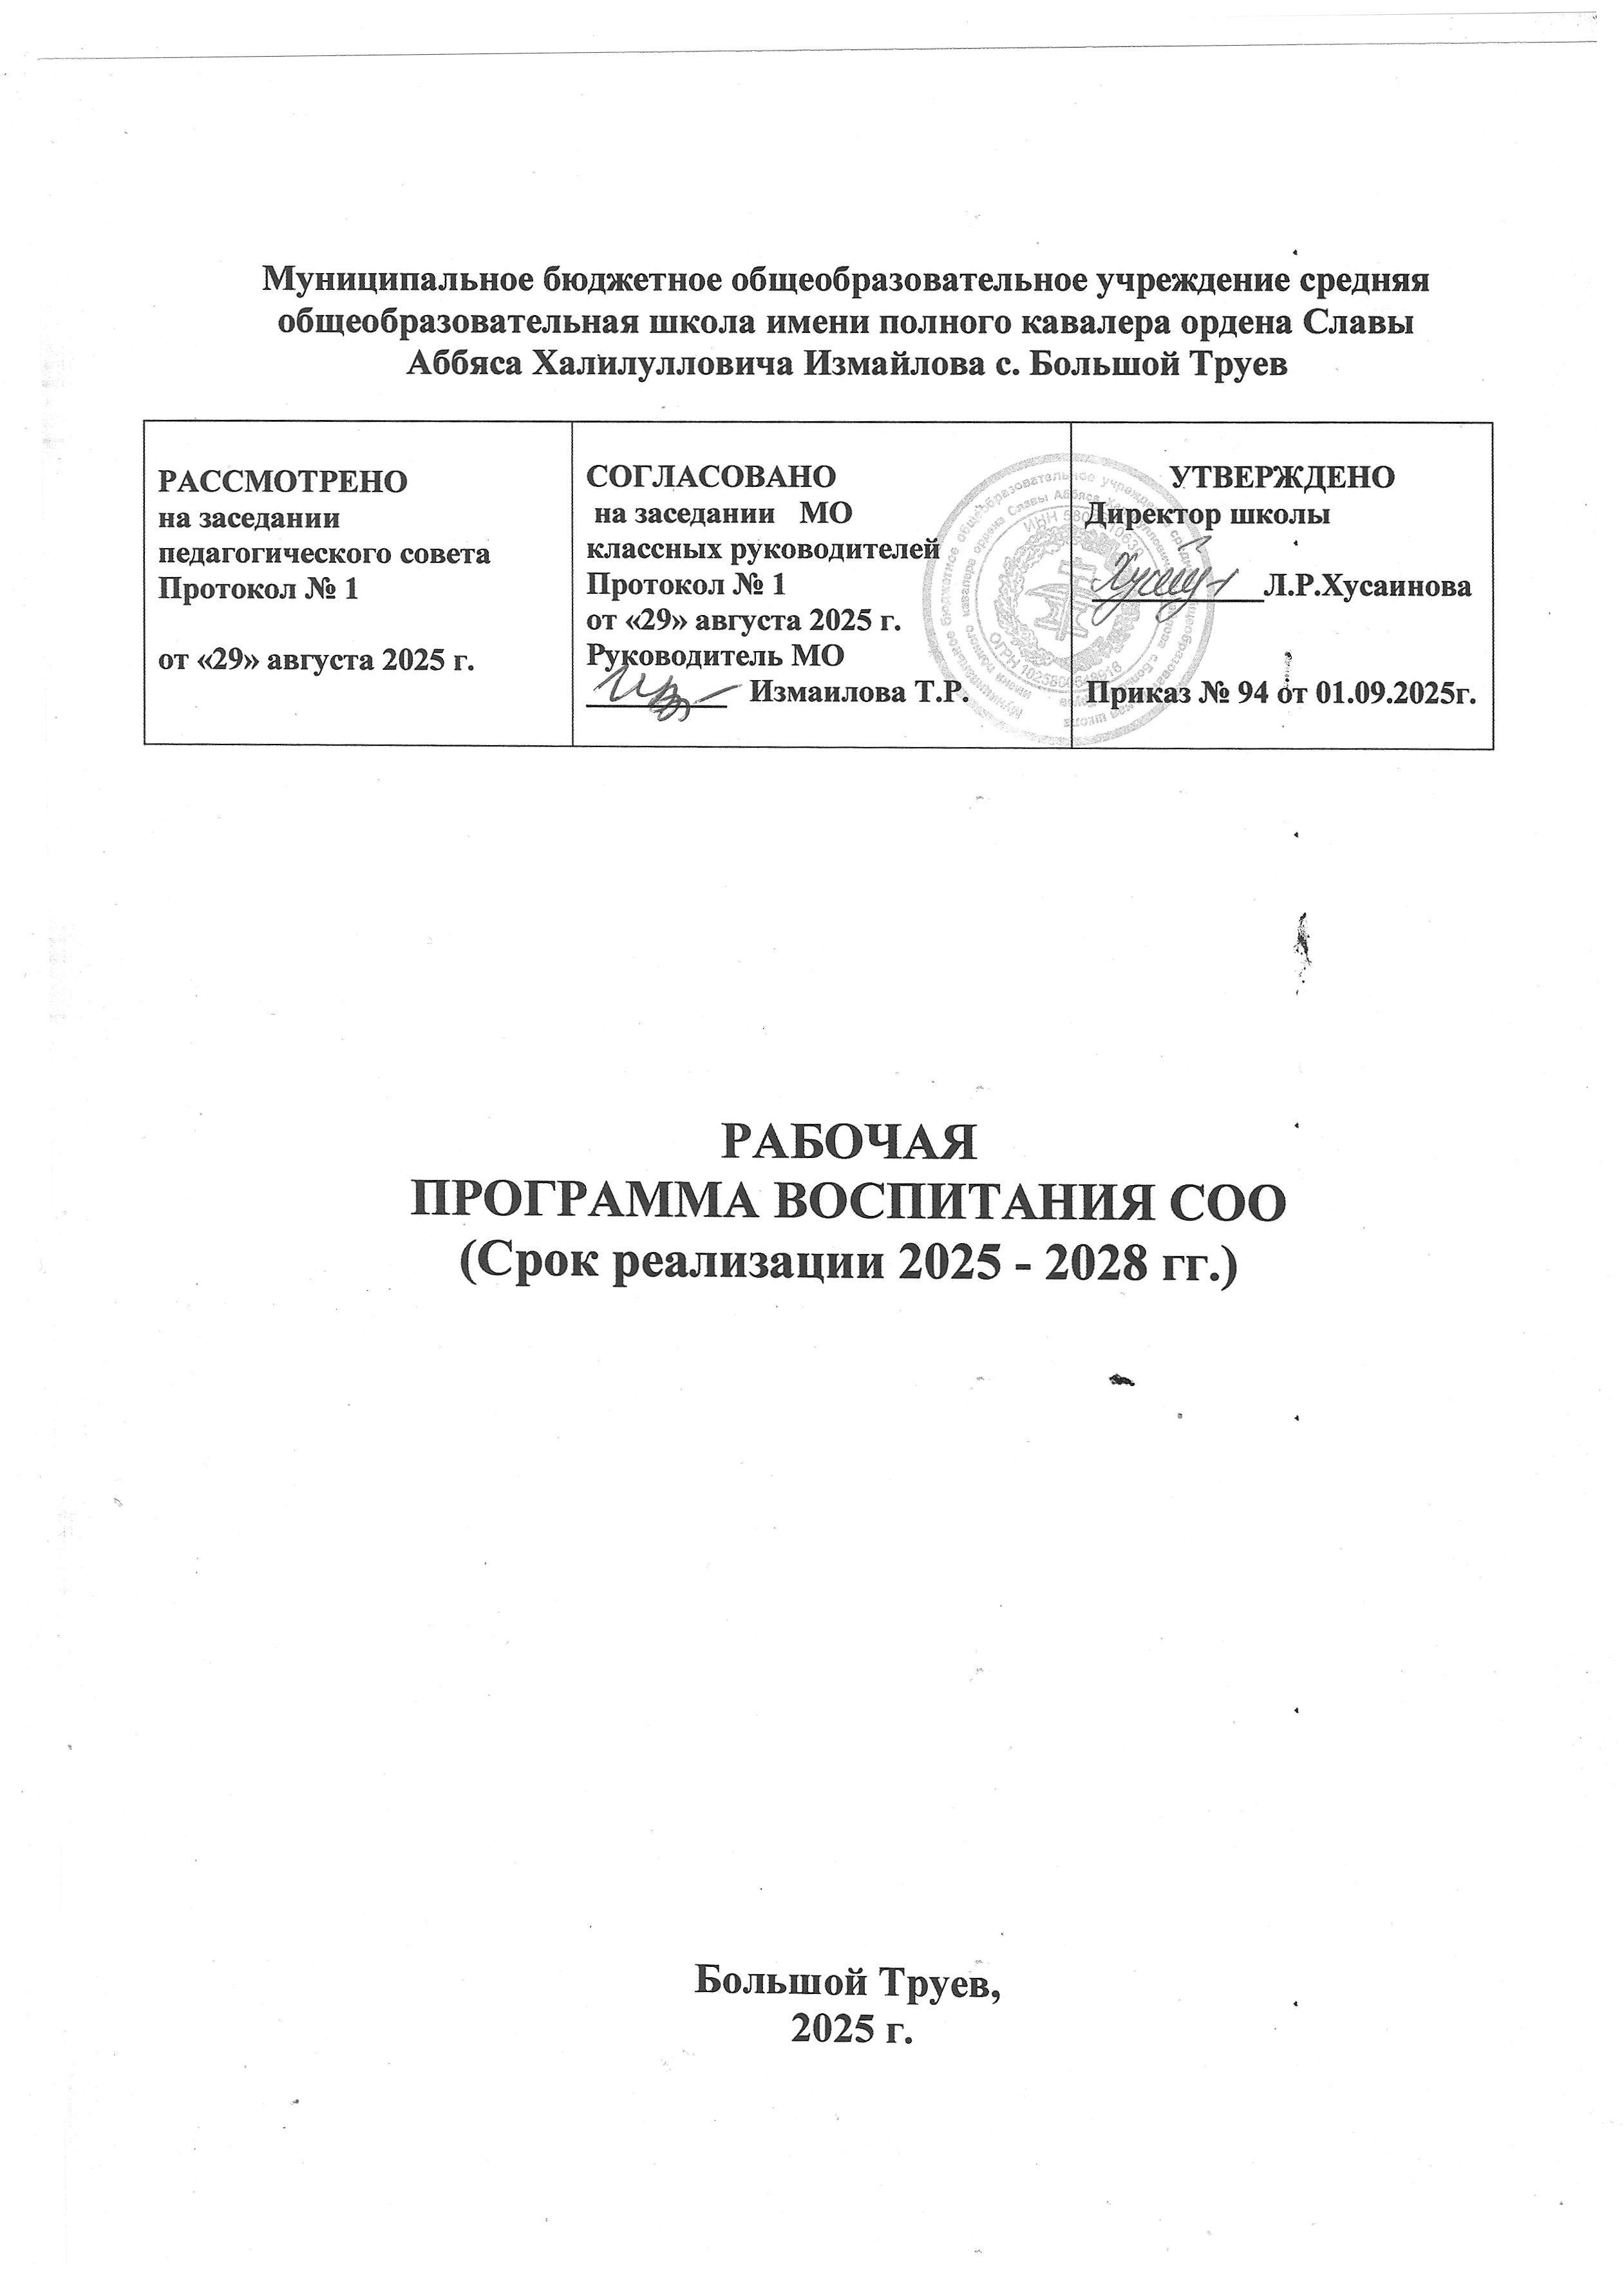 Муниципальное бюджетное общеобразовательное учреждение средняя
общеобразовательная школа имени полного кавалера ордена Славы
Аббяса Халилулловича Измайлова с. Большой Труев
РАССМОТРЕНО
на заседании
педагогического совета
Протокол № 1
от «29» августа 2025 г.
СОГЛАСОВАНО
на заседании МО
классных руководителей
Протокол № 1
от «29» августа 2025 г.
Руководитель МО
Измаилова Т.Р.
УТВЕРЖДЕНО
Директор школы
Л.Р.Хусаинова
Приказ № 94 от 01.09.2025г.
РАБОЧАЯ
ПРОГРАММА ВОСПИТАНИЯ СОО
(Срок реализации 2025 - 2028 гг.)
Большой Труев,
2025 г.